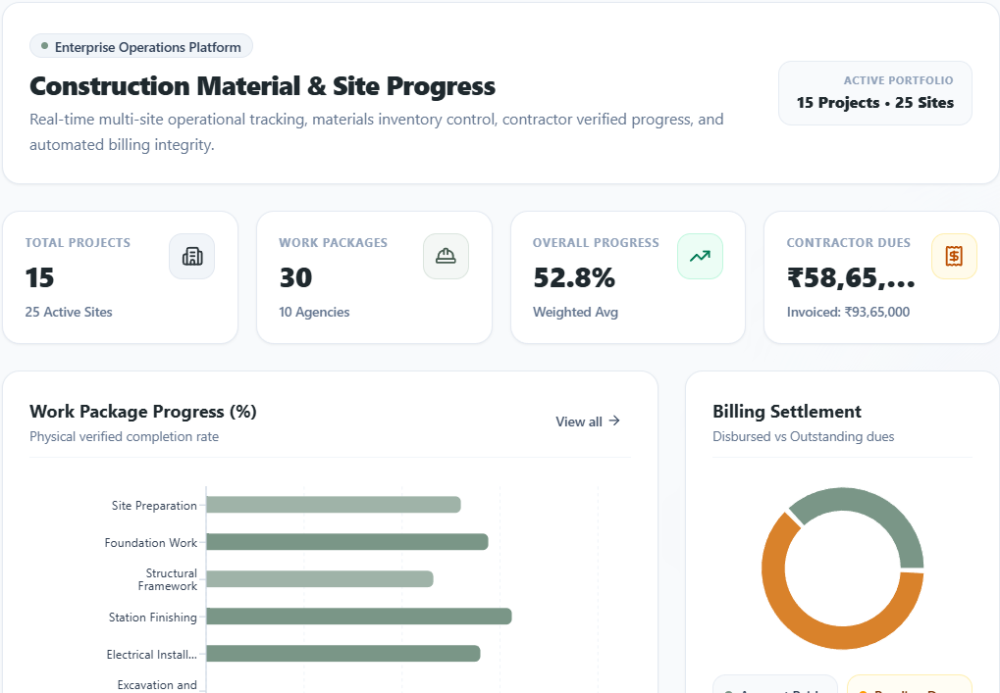 Enterprise Operations Platform
Construction Material & Site Progress
Real-time multi-site operational tracking, materials inventory control, contractor verified progress, and
automated billing integrity.
ACTIVE PORTFOLIO
15 Projects • 25 Sites
TOTAL PROJECTS
15
25 Active Sites
WORK PACKAGES
30
10 Agencies
OVERALL PROGRESS
52.8%
Weighted Avg
CONTRACTOR DUES
₹58,65,...
Invoiced: ₹93,65,000
Work Package Progress (%)
Physical verified completion rate
View all
Site Preparation
Foundation Work
Structural
Framework
Station Finishing
Electrical Install...
Excavation and
Billing Settlement
Disbursed vs Outstanding dues